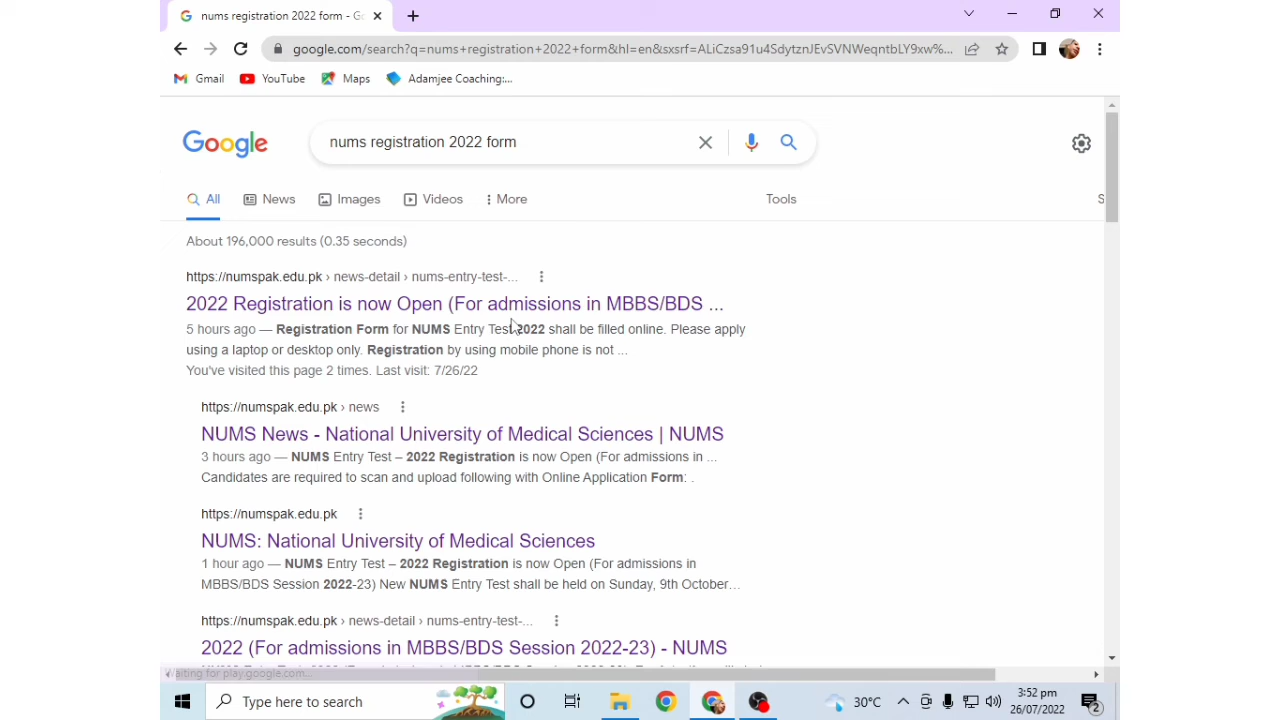 nums registration 2022 form - Go
google.com/search?q=nums+registration+2022+form&hl=en&sxsrf=ALiCzsa91u4SdytznJEvSVNWeqntbLY9xw%...
Gmail
YouTube
Maps
Adamjee Coaching:...
Google
nums registration 2022 form
All
News
Images
Videos
More
Tools
S
About 196,000 results (0.35 seconds)
https://numspak.edu.pk › news-detail › nums-entry-test-...
2022 Registration is now Open (For admissions in MBBS/BDS ...
5 hours ago — Registration Form for NUMS Entry Test 2022 shall be filled online. Please apply
using a laptop or desktop only. Registration by using mobile phone is not ...
You've visited this page 2 times. Last visit: 7/26/22
https://numspak.edu.pk › news
NUMS News - National University of Medical Sciences | NUMS
3 hours ago — NUMS Entry Test – 2022 Registration is now Open (For admissions in ...
Candidates are required to scan and upload following with Online Application Form: .
https://numspak.edu.pk
NUMS: National University of Medical Sciences
1 hour ago — NUMS Entry Test – 2022 Registration is now Open (For admissions in
MBBS/BDS Session 2022-23) New NUMS Entry Test shall be held on Sunday, 9th October...
https://numspak.edu.pk › news-detail › nums-entry-test-...
2022 (For admissions in MBBS/BDS Session 2022-23) - NUMS
Waiting for play.google.com...
Type here to search
30°C
3:52 pm
26/07/2022
2